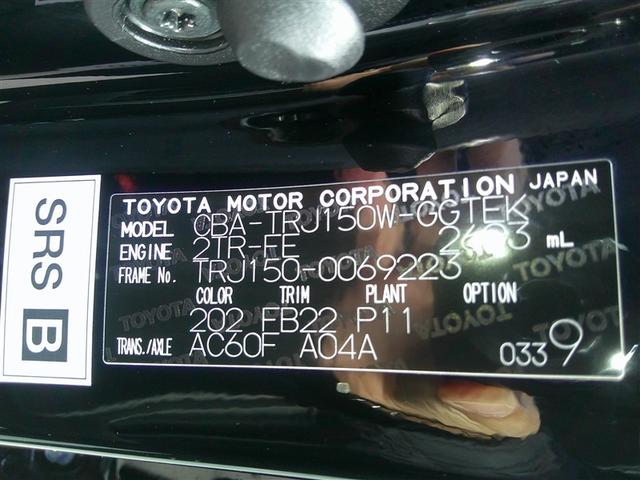 TOYOTA MOTOR CORPORATION JAPAN
MODEL CBA-TRJ150W-GGTEK
ENGINE 2TR-FE 2693 mL
FRAME No. TRJ150-0069223
COLOR TRIM PLANT OPTION
202 FB22 P11
TRANS./AXLE AC60F A04A
0339
SRS B